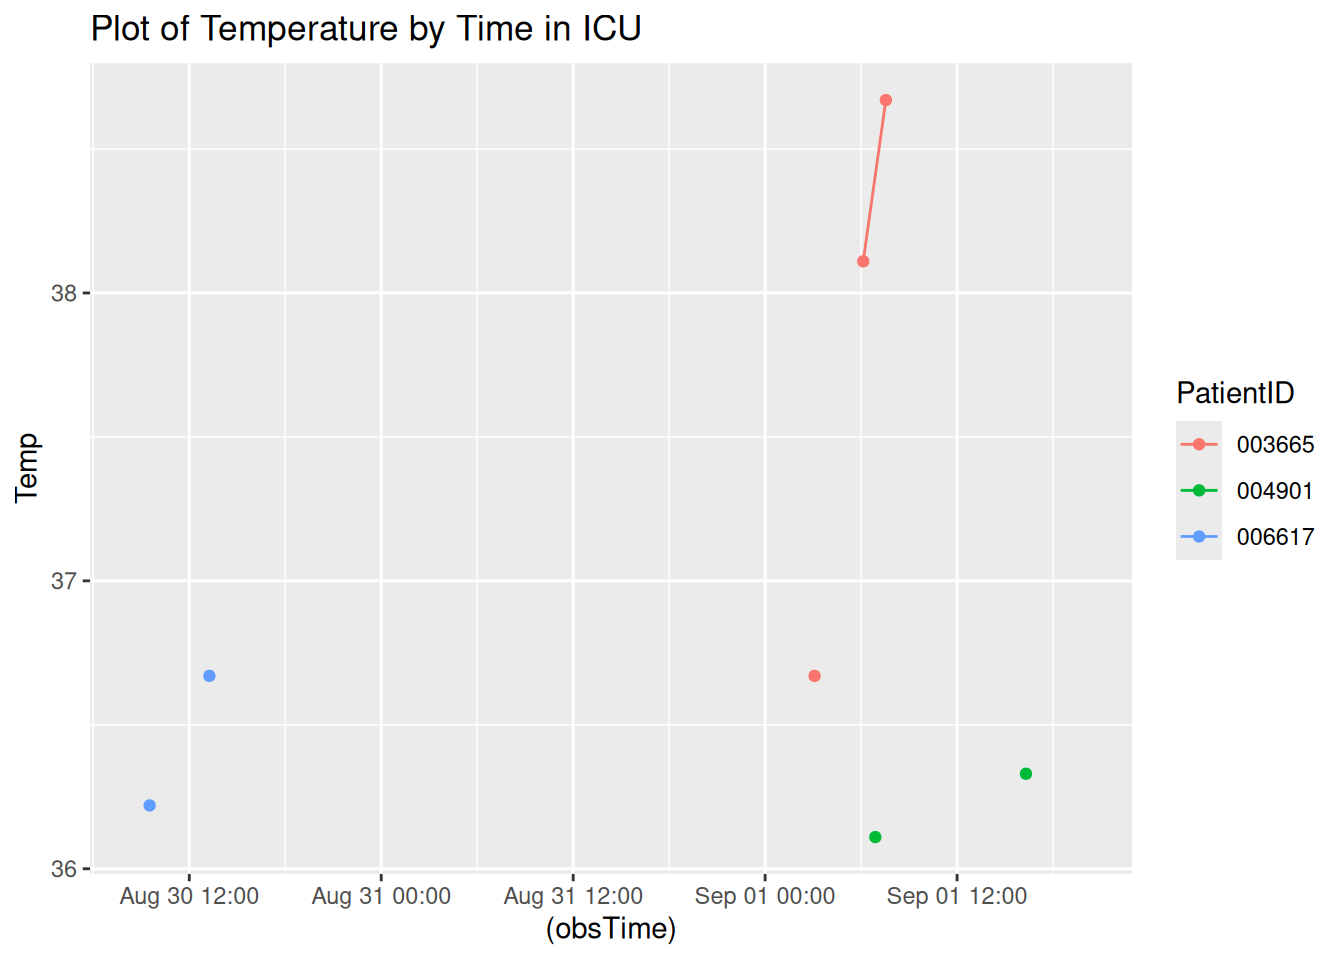 Plot of Temperature by Time in ICU
38
37
36
Temp
Aug 30 12:00 Aug 31 00:00 Aug 31 12:00 Sep 01 00:00 Sep 01 12:00
(obsTime)
PatientID
003665
004901
006617